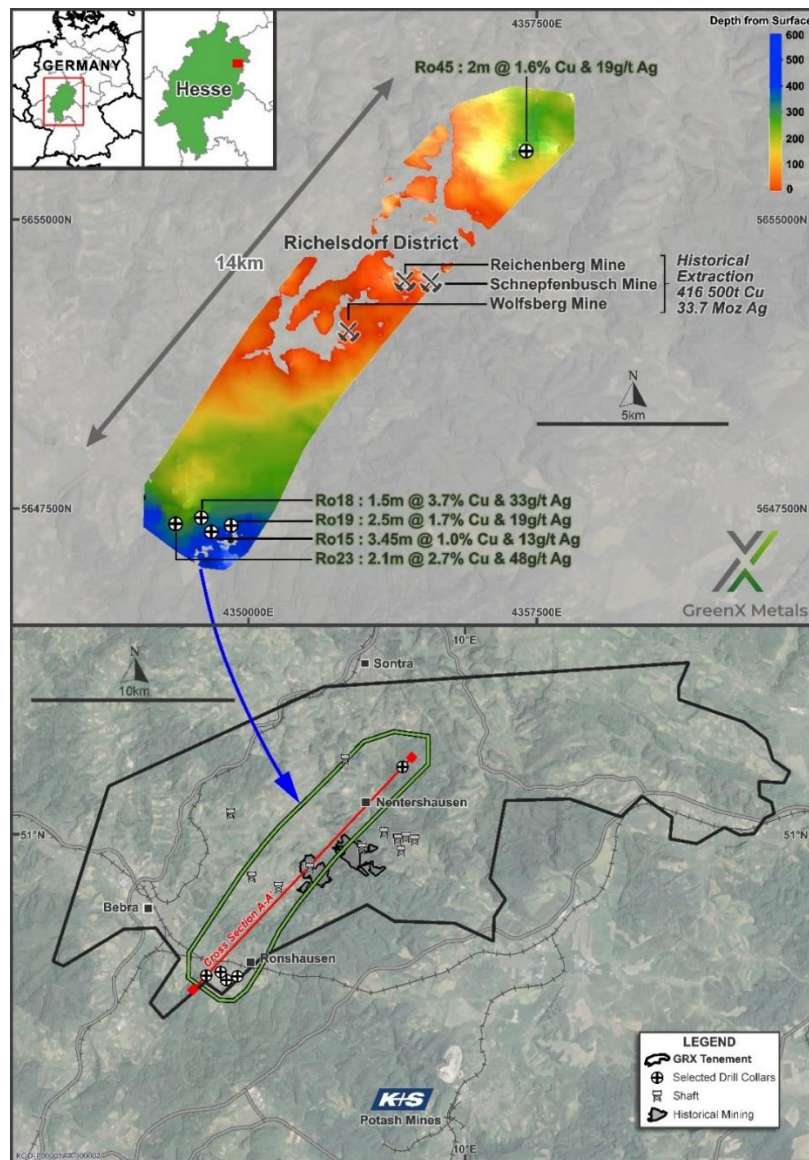 GERMANY
Hesse
4357500E
Depth from Surface
600
500
400
300
200
100
0
Ro45 : 2m @ 1.6% Cu & 19g/t Ag
5655000N
5655000N
Richelsdorf District
14km
Reichenberg Mine
Schnepfenbusch Mine
Wolfsberg Mine
Historical
Extraction
416 500t Cu
33.7 Moz Ag
N
5km
5647500N
5647500N
Ro18 : 1.5m @ 3.7% Cu & 33g/t Ag
Ro19 : 2.5m @ 1.7% Cu & 19g/t Ag
Ro15 : 3.45m @ 1.0% Cu & 13g/t Ag
Ro23 : 2.1m @ 2.7% Cu & 48g/t Ag
GreenX Metals
4350000E
4357500E
10°E
N
10km
Sontra
Nentershausen
51°N
51°N
Bebra
Cross Section A-A'
Ronshausen
LEGEND
GRX Tenement
Selected Drill Collars
Shaft
Historical Mining
K+S
Potash Mines
10°E